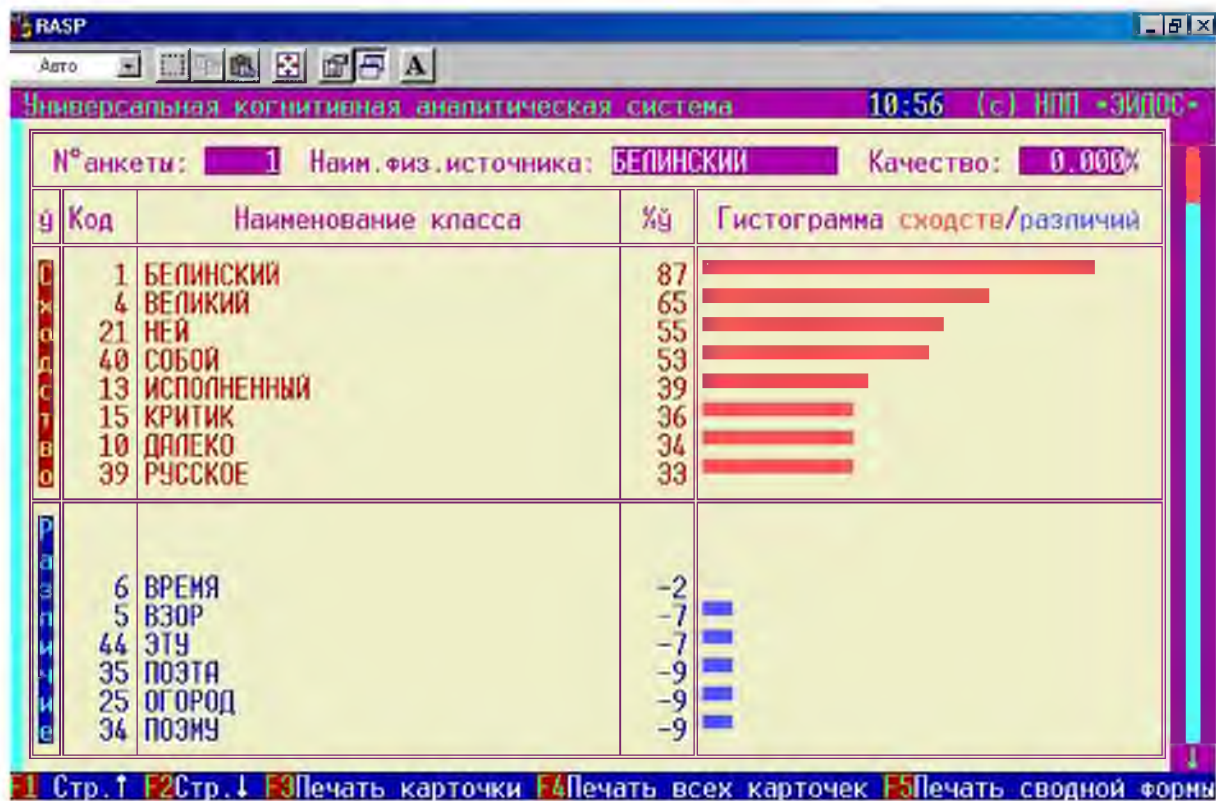 RASP
Авто A
Универсальная когнитивная аналитическая система 10:56 (c) НПП *ЭЙДОС*
N°анкеты: 1 Наим.физ.источника: БЕЛИНСКИЙ Качество: 0.000%
ў Код Наименование класса %ў Гистограмма сходств/различий
Сходство
1 БЕЛИНСКИЙ 87
4 ВЕЛИКИЙ 65
21 НЕЙ 55
40 СОБОЙ 53
13 ИСПОЛНЕННЫЙ 39
15 КРИТИК 36
10 ДАЛЕКО 34
39 РУССКОЕ 33
Различие
6 ВРЕМЯ -2
5 ВЗОР -7
44 ЭТУ -7
35 ПОЭТА -9
25 ОГОРОД -9
34 ПОЭМУ -9
F1 Стр.↑ F2Стр.↓ F3Печать карточки F4Печать всех карточек F5Печать сводной формы